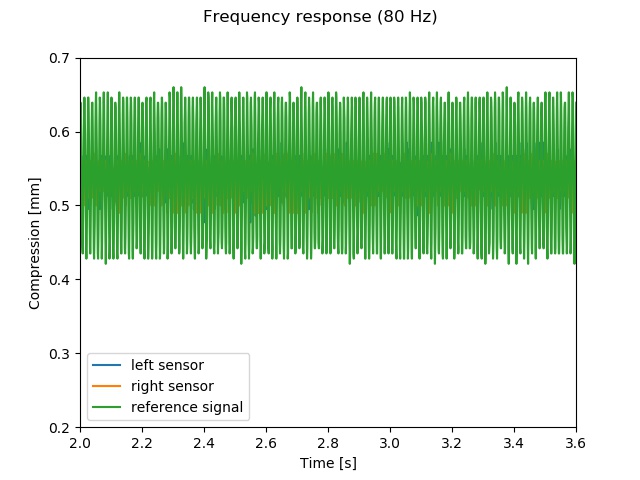 Frequency response (80 Hz)
0.7
0.6
0.5
0.4
0.3
0.2
Compression [mm]
left sensor
right sensor
reference signal
2.0 2.2 2.4 2.6 2.8 3.0 3.2 3.4 3.6
Time [s]